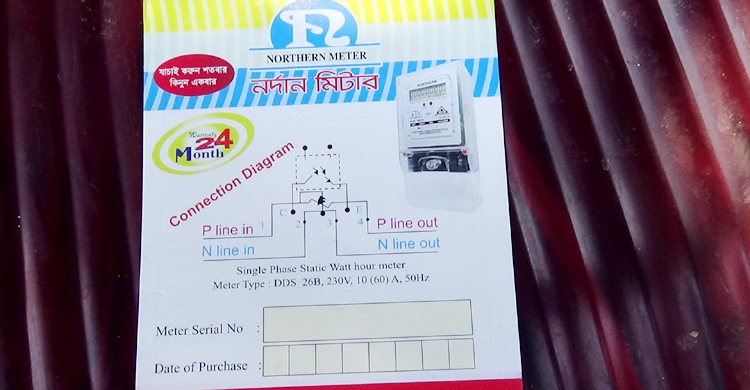 NORTHERN METER
নর্দান মিটার
যাচাই করুন শতবার
কিনুন একবার
Warranty
24
Month
Connection Diagram
C E
P line in 1 2 3 4 P line out
N line in N line out
Single Phase Static Watt hour meter
Meter Type : DDS 26B, 230V, 10 (60) A, 50Hz
Meter Serial No :
Date of Purchase :